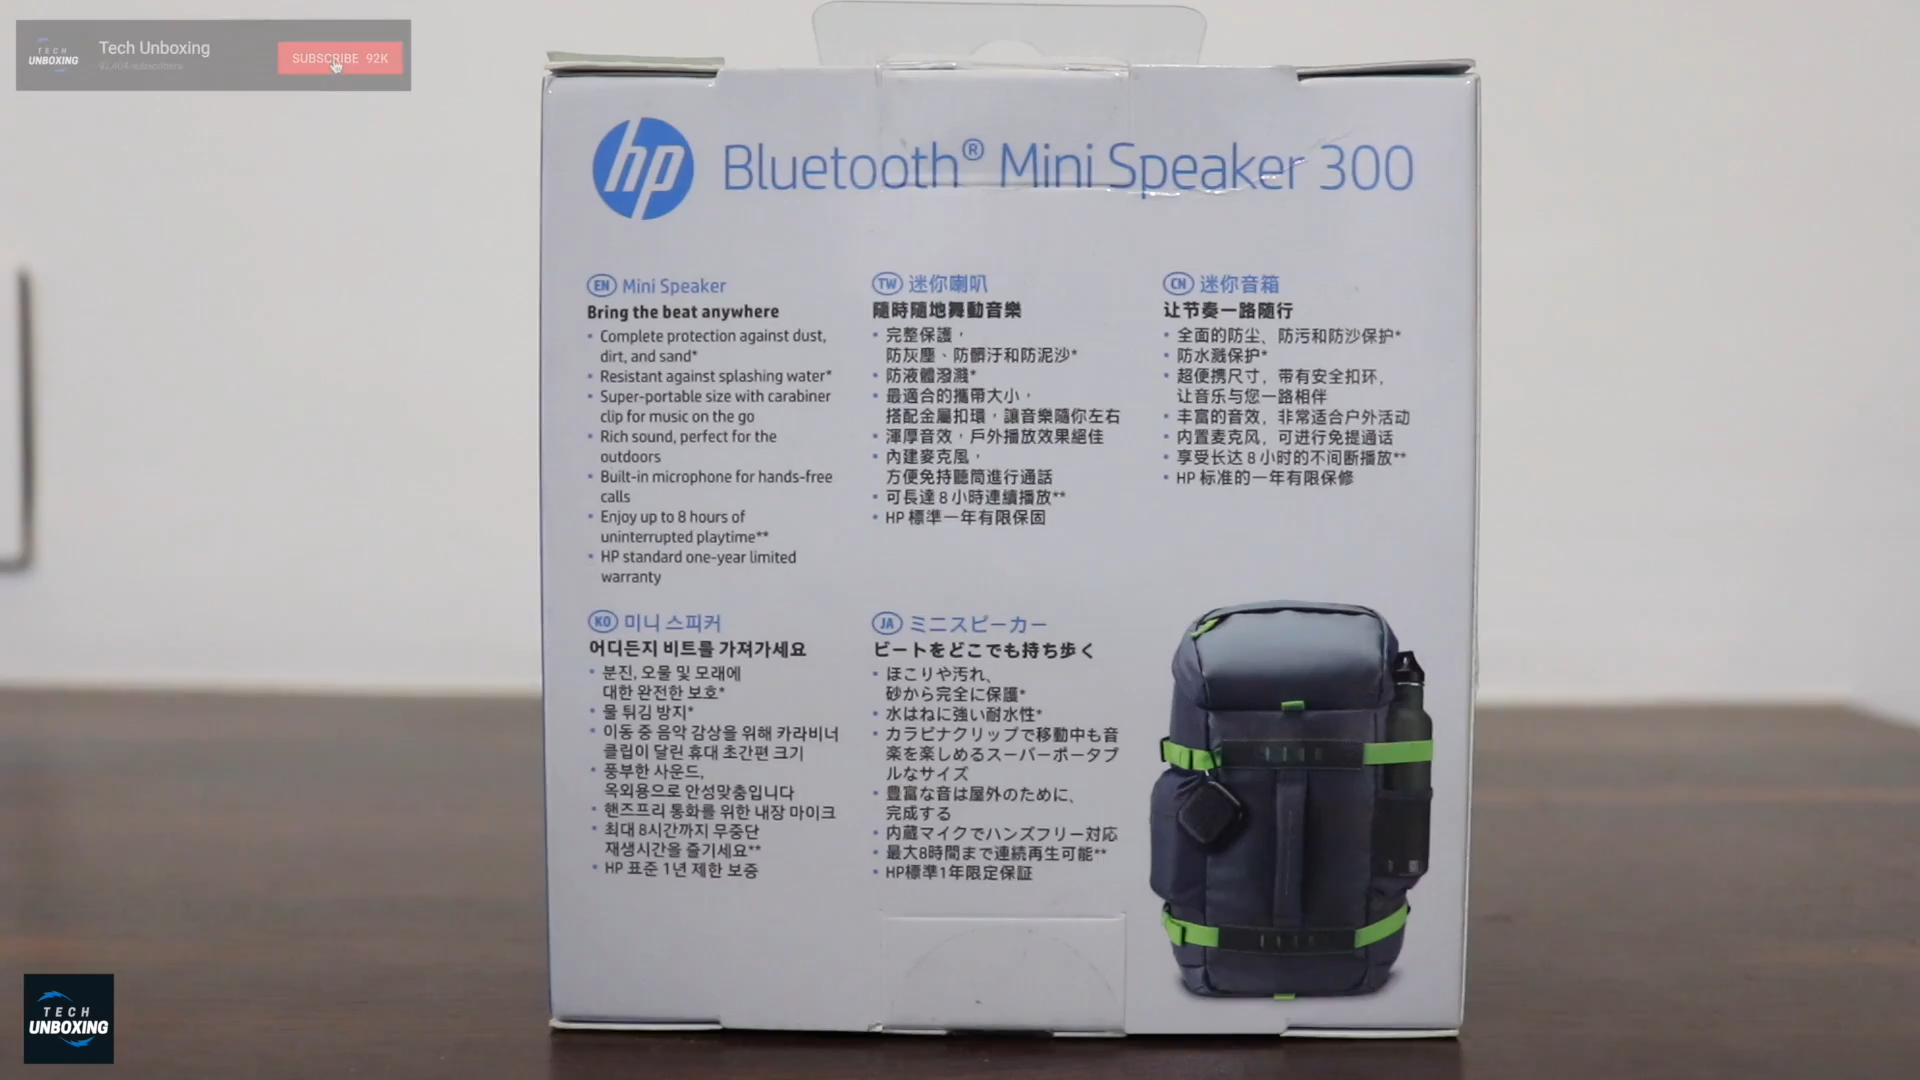 TECH
UNBOXING
Tech Unboxing
SUBSCRIBE 92K
hp
Bluetooth® Mini Speaker 300
EN Mini Speaker
Bring the beat anywhere
• Complete protection against dust,
dirt, and sand*
• Resistant against splashing water*
• Super-portable size with carabiner
clip for music on the go
• Rich sound, perfect for the
outdoors
• Built-in microphone for hands-free
calls
• Enjoy up to 8 hours of
uninterrupted playtime**
• HP standard one-year limited
warranty
TW 迷你喇叭
隨時隨地舞動音樂
• 完整保護，
防灰塵、防髒汙和防泥沙*
• 防液體潑濺*
• 最適合的攜帶大小，
搭配金屬扣環，讓音樂隨你左右
• 渾厚音效，戶外播放效果絕佳
• 內建麥克風，
方便免持聽筒進行通話
• 可長達 8 小時連續播放**
• HP 標準一年有限保固
CN 迷你音箱
让节奏一路随行
• 全面的防尘、防污和防沙保护*
• 防水溅保护*
• 超便携尺寸，带有安全扣环，
让音乐与您一路相伴
• 丰富的音效，非常适合户外活动
• 内置麦克风，可进行免提通话
• 享受长达 8 小时的不间断播放**
• HP 标准的一年有限保修
KO 미니 스피커
어디든지 비트를 가져가세요
• 분진, 오물 및 모래에
대한 완전한 보호*
• 물 튀김 방지*
• 이동 중 음악 감상을 위해 카라비너
클립이 달린 휴대 초간편 크기
• 풍부한 사운드,
옥외용으로 안성맞춤입니다
• 핸즈프리 통화를 위한 내장 마이크
• 최대 8시간까지 무중단
재생시간을 즐기세요**
• HP 표준 1년 제한 보증
JA ミニスピーカー
ビートをどこでも持ち歩く
• ほこりや汚れ、
砂から完全に保護*
• 水はねに強い耐水性*
• カラビナクリップで移動中も音
楽を楽しめるスーパーポータブ
ルなサイズ
• 豊富な音は屋外のために、
完成する
• 内蔵マイクでハンズフリー対応
• 最大8時間まで連続再生可能**
• HP標準1年限定保証
TECH
UNBOXING